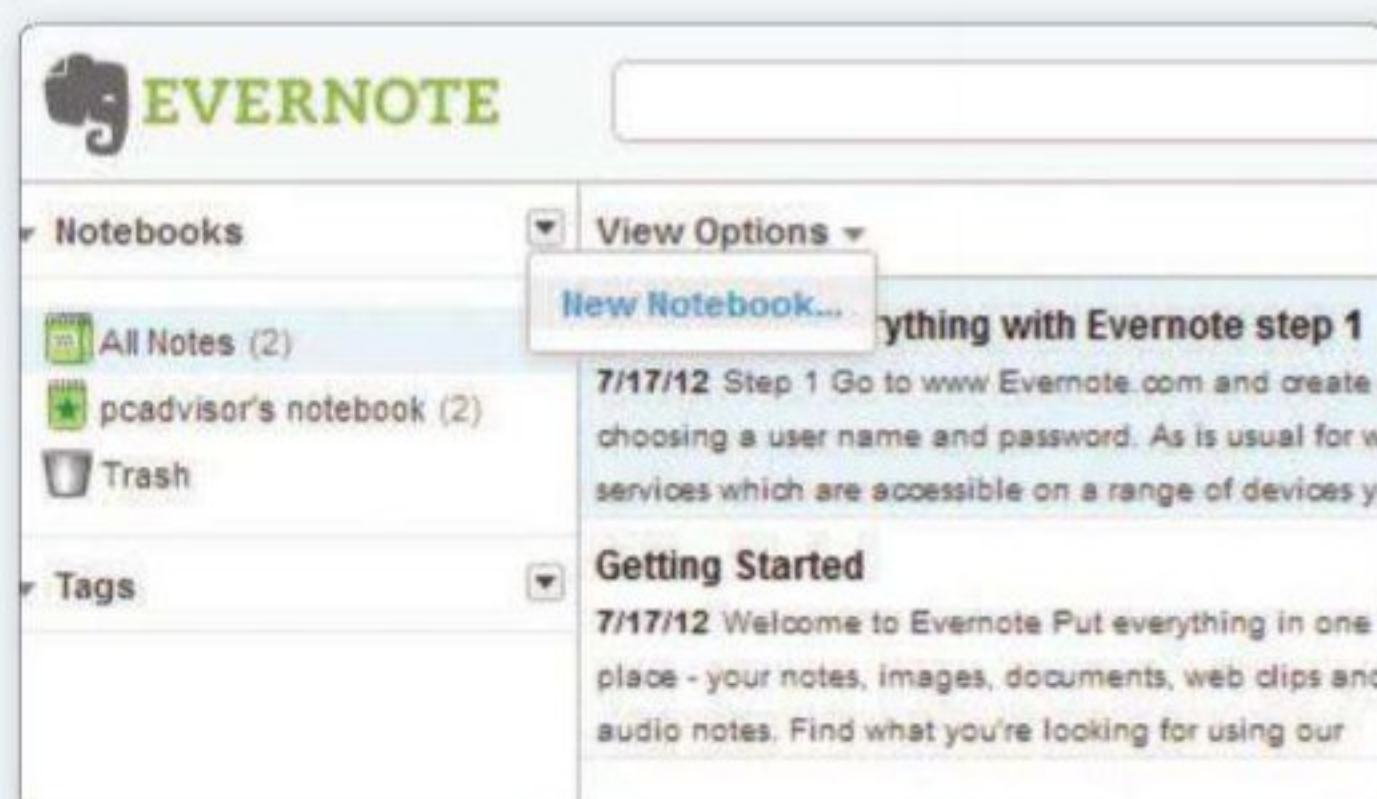 EVERNOTE
Notebooks
View Options
New Notebook...
All Notes (2)
pcadvisor's notebook (2)
Trash
Tags
rything with Evernote step 1
7/17/12 Step 1 Go to www Evernote.com and create
choosing a user name and password. As is usual for w
services which are accessible on a range of devices y
Getting Started
7/17/12 Welcome to Evernote Put everything in one
place - your notes, images, documents, web clips and
audio notes. Find what you're looking for using our